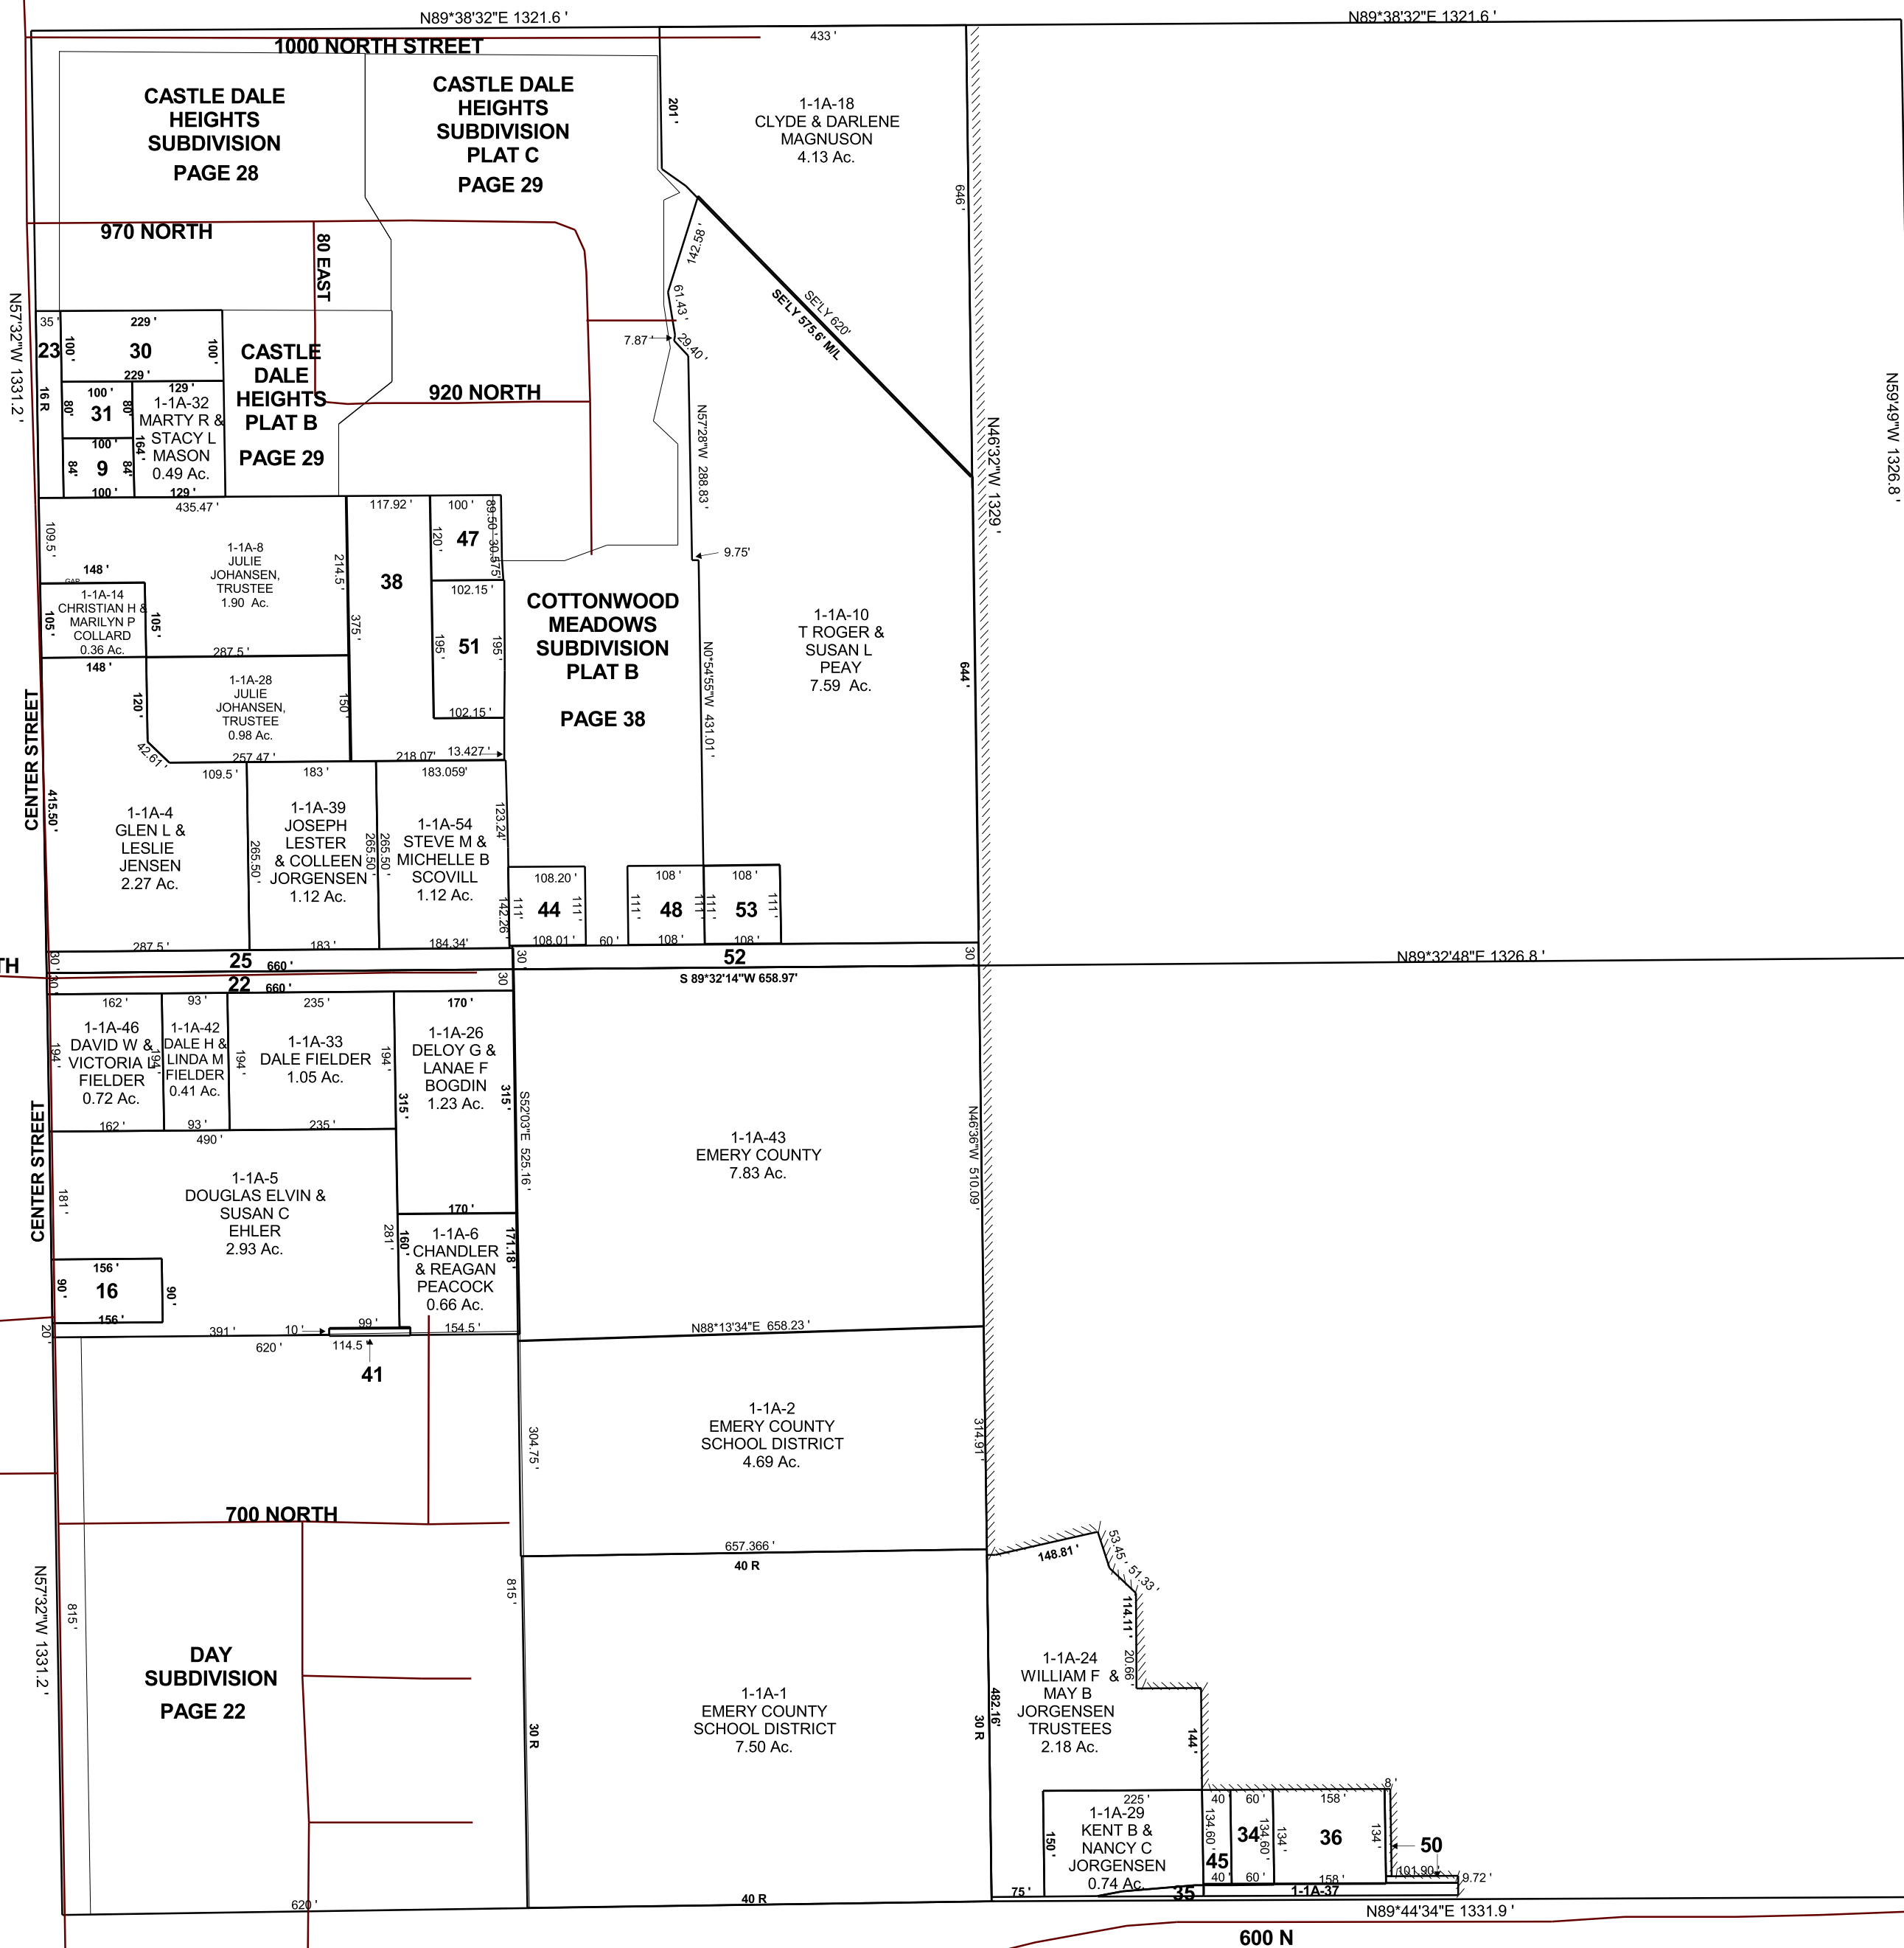 N89*38'32"E 1321.6 '
N89*38'32"E 1321.6 '
1000 NORTH STREET
433 '
CASTLE DALE
HEIGHTS
SUBDIVISION
PAGE 28
CASTLE DALE
HEIGHTS
SUBDIVISION
PLAT C
PAGE 29
201 '
1-1A-18
CLYDE & DARLENE
MAGNUSON
4.13 Ac.
646 '
970 NORTH
80 EAST
142.58 '
61.43 '
7.87 '
29.40 '
SE'LY 620'
SE'LY 575.6' M/L
N57'32"W 1331.2 '
35 '
23
16 R
229 '
100 '
30
100 '
229 '
100 '
80'
31
80'
100 '
84'
9
84'
100 '
129 '
1-1A-32
MARTY R &
STACY L
MASON
0.49 Ac.
164 '
129 '
CASTLE
DALE
HEIGHTS
PLAT B
PAGE 29
920 NORTH
N57'28"W 288.83 '
9.75'
N46'32"W 1329 '
N59'49"W 1326.8 '
435.47 '
109.5 '
1-1A-8
JULIE
JOHANSEN,
TRUSTEE
1.90 Ac.
214.5 '
148 '
GAP
1-1A-14
CHRISTIAN H &
MARILYN P
COLLARD
0.36 Ac.
105 '
105 '
148 '
287.5 '
117.92 '
38
375 '
100 '
120 '
47
89.50 '
30.575'
102.15 '
195 '
51
195 '
102.15 '
COTTONWOOD
MEADOWS
SUBDIVISION
PLAT B
PAGE 38
N0*54'55"W 431.01 '
1-1A-10
T ROGER &
SUSAN L
PEAY
7.59 Ac.
644 '
120 '
42.61 '
1-1A-28
JULIE
JOHANSEN,
TRUSTEE
0.98 Ac.
150 '
257.47 '
218.07'
13.427 '
CENTER STREET
415.50 '
109.5 '
1-1A-4
GLEN L &
LESLIE
JENSEN
2.27 Ac.
265.50 '
287.5 '
183 '
1-1A-39
JOSEPH
LESTER
& COLLEEN
JORGENSEN
1.12 Ac.
265.50 '
183 '
183.059'
265.50 '
1-1A-54
STEVE M &
MICHELLE B
SCOVILL
1.12 Ac.
123.24'
142.26'
184.34'
108.20 '
111'
44
111 '
108.01 '
60 '
108 '
111 '
48
111 '
108 '
108 '
111 '
53
111 '
108 '
TH
30 '
25
660 '
30 '
52
30 '
N89*32'48"E 1326.8 '
30 '
22
660 '
30
S 89*32'14"W 658.97'
162 '
194 '
1-1A-46
DAVID W &
VICTORIA L
FIELDER
0.72 Ac.
194 '
162 '
93 '
1-1A-42
DALE H &
LINDA M
FIELDER
0.41 Ac.
93 '
235 '
194 '
1-1A-33
DALE FIELDER
1.05 Ac.
194 '
235 '
170 '
1-1A-26
DELOY G &
LANAE F
BOGDIN
1.23 Ac.
315 '
315 '
170 '
S52'03"E 525.16 '
1-1A-43
EMERY COUNTY
7.83 Ac.
N46'36"W 510.09'
N88*13'34"E 658.23 '
CENTER STREET
490 '
181 '
1-1A-5
DOUGLAS ELVIN &
SUSAN C
EHLER
2.93 Ac.
281 '
160'
1-1A-6
CHANDLER
& REAGAN
PEACOCK
0.66 Ac.
171.18 '
156 '
90 '
16
90 '
156 '
20 '
391 '
10 '
99 '
154.5 '
620 '
114.5 '
41
304.75 '
1-1A-2
EMERY COUNTY
SCHOOL DISTRICT
4.69 Ac.
314.91 '
657.366 '
40 R
700 NORTH
N57'32"W 1331.2 '
815 '
815 '
DAY
SUBDIVISION
PAGE 22
620 '
30 R
1-1A-1
EMERY COUNTY
SCHOOL DISTRICT
7.50 Ac.
30 R
40 R
148.81 '
53.45 '
51.33 '
114.11 '
20.66 '
482.16'
1-1A-24
WILLIAM F &
MAY B
JORGENSEN
TRUSTEES
2.18 Ac.
144 '
225 '
150 '
1-1A-29
KENT B &
NANCY C
JORGENSEN
0.74 Ac.
75 '
35
40 '
134.60 '
45
40 '
60 '
34
134.60 '
60 '
158 '
134 '
36
134 '
158 '
8 '
50
101.90 '
9.72 '
1-1A-37
N89*44'34"E 1331.9 '
600 N